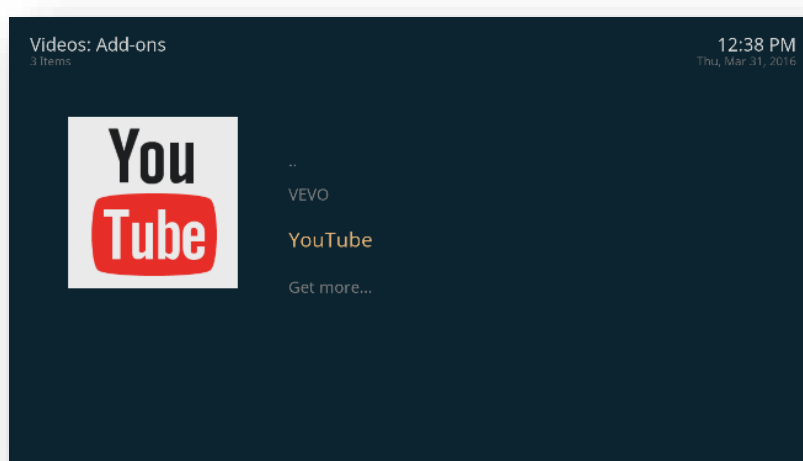 Videos: Add-ons
3 Items
12:38 PM
Thu, Mar 31, 2016
You
Tube
..
VEVO
YouTube
Get more...